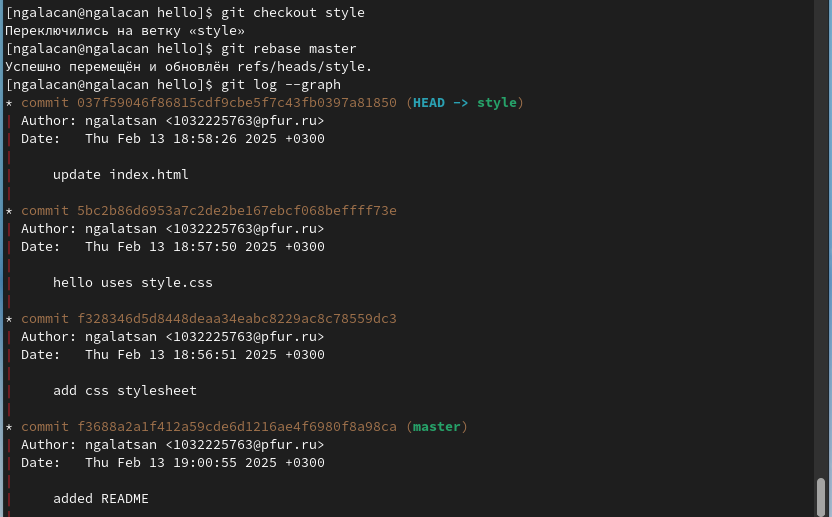 [ngalacan@ngalacan hello]$ git checkout style
Переключились на ветку «style»
[ngalacan@ngalacan hello]$ git rebase master
Успешно перемещён и обновлён refs/heads/style.
[ngalacan@ngalacan hello]$ git log --graph
* commit 037f59046f86815cdf9cbe5f7c43fb0397a81850 (HEAD -> style)
| Author: ngalatsan <1032225763@pfur.ru>
| Date:   Thu Feb 13 18:58:26 2025 +0300
|
|     update index.html
|
* commit 5bc2b86d6953a7c2de2be167ebcf068beffff73e
| Author: ngalatsan <1032225763@pfur.ru>
| Date:   Thu Feb 13 18:57:50 2025 +0300
|
|     hello uses style.css
|
* commit f328346d5d8448deaa34eabc8229ac8c78559dc3
| Author: ngalatsan <1032225763@pfur.ru>
| Date:   Thu Feb 13 18:56:51 2025 +0300
|
|     add css stylesheet
|
* commit f3688a2a1f412a59cde6d1216ae4f6980f8a98ca (master)
| Author: ngalatsan <1032225763@pfur.ru>
| Date:   Thu Feb 13 19:00:55 2025 +0300
|
|     added README
|